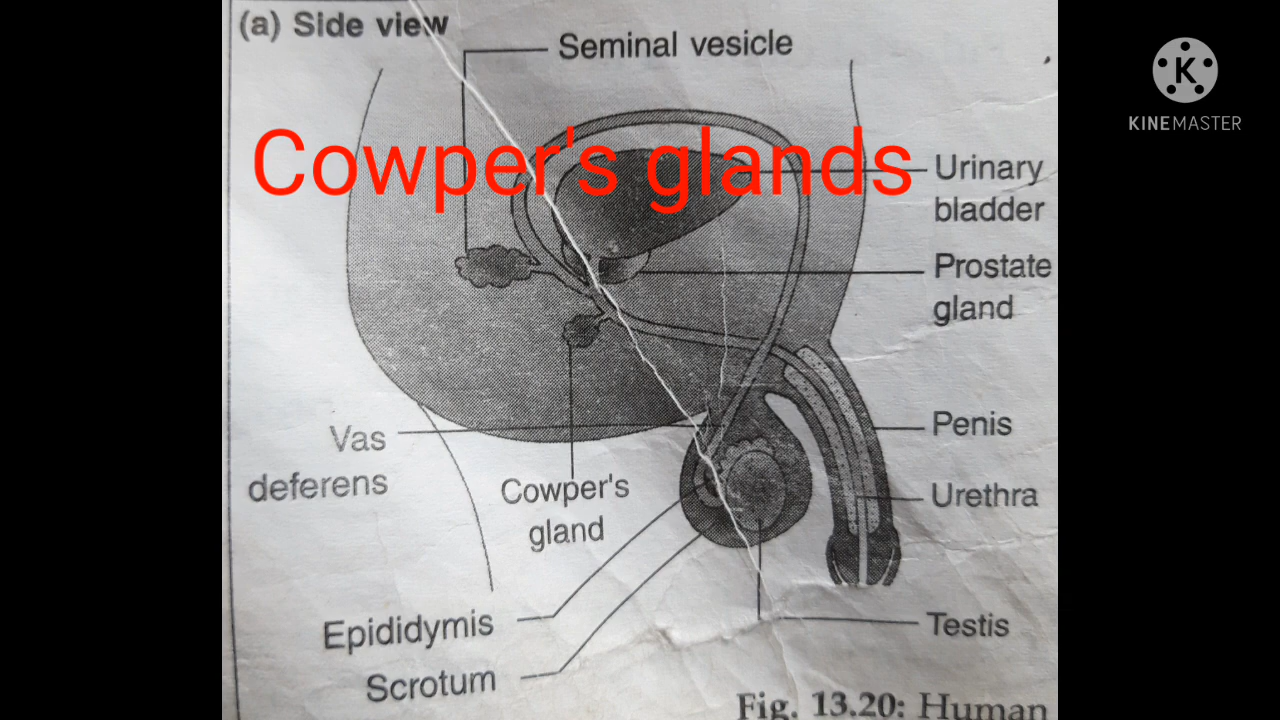 (a) Side view
Seminal vesicle
Cowper's glands
Urinary
bladder
Prostate
gland
Penis
Urethra
Vas
deferens
Cowper's
gland
Epididymis
Scrotum
Testis
Fig. 13.20: Human
K
KINEMASTER